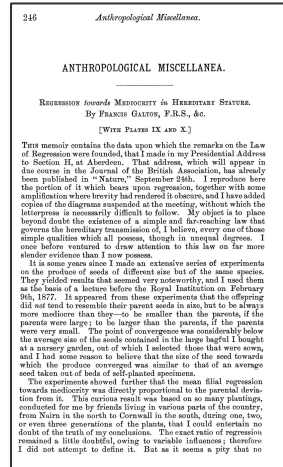 246 Anthropological Miscellanea.
ANTHROPOLOGICAL MISCELLANEA.
REGRESSION towards MEDIOCRITY in HEREDITARY STATURE.
By FRANCIS GALTON, F.R.S., &c.
[WITH PLATES IX AND X.]
THIS memoir contains the data upon which the remarks on the Law
of Regression were founded, that I made in my Presidential Address
to Section H, at Aberdeen. That address, which will appear in
due course in the Journal of the British Association, has already
been published in "Nature," September 24th. I reproduce here
the portion of it which bears upon regression, together with some
amplification where brevity had rendered it obscure, and I have added
copies of the diagrams suspended at the meeting, without which the
letterpress is necessarily difficult to follow. My object is to place
beyond doubt the existence of a simple and far-reaching law that
governs the hereditary transmission of, I believe, every one of those
simple qualities which all possess, though in unequal degrees. I
once before ventured to draw attention to this law on far more
slender evidence than I now possess.
It is some years since I made an extensive series of experiments
on the produce of seeds of different size but of the same species.
They yielded results that seemed very noteworthy, and I used them
as the basis of a lecture before the Royal Institution on February
9th, 1877. It appeared from these experiments that the offspring
did not tend to resemble their parent seeds in size, but to be always
more mediocre than they—to be smaller than the parents, if the
parents were large; to be larger than the parents, if the parents
were very small. The point of convergence was considerably below
the average size of the seeds contained in the large bagful I bought
at a nursery garden, out of which I selected those that were sown,
and I had some reason to believe that the size of the seed towards
which the produce converged was similar to that of an average
seed taken out of beds of self-planted specimens.
The experiments showed further that the mean filial regression
towards mediocrity was directly proportional to the parental devia-
tion from it. This curious result was based on so many plantings,
conducted for me by friends living in various parts of the country,
from Nairn in the north to Cornwall in the south, during one, two,
or even three generations of the plants, that I could entertain no
doubt of the truth of my conclusions. The exact ratio of regression
remained a little doubtful, owing to variable influences; therefore
I did not attempt to define it. But as it seems a pity that no